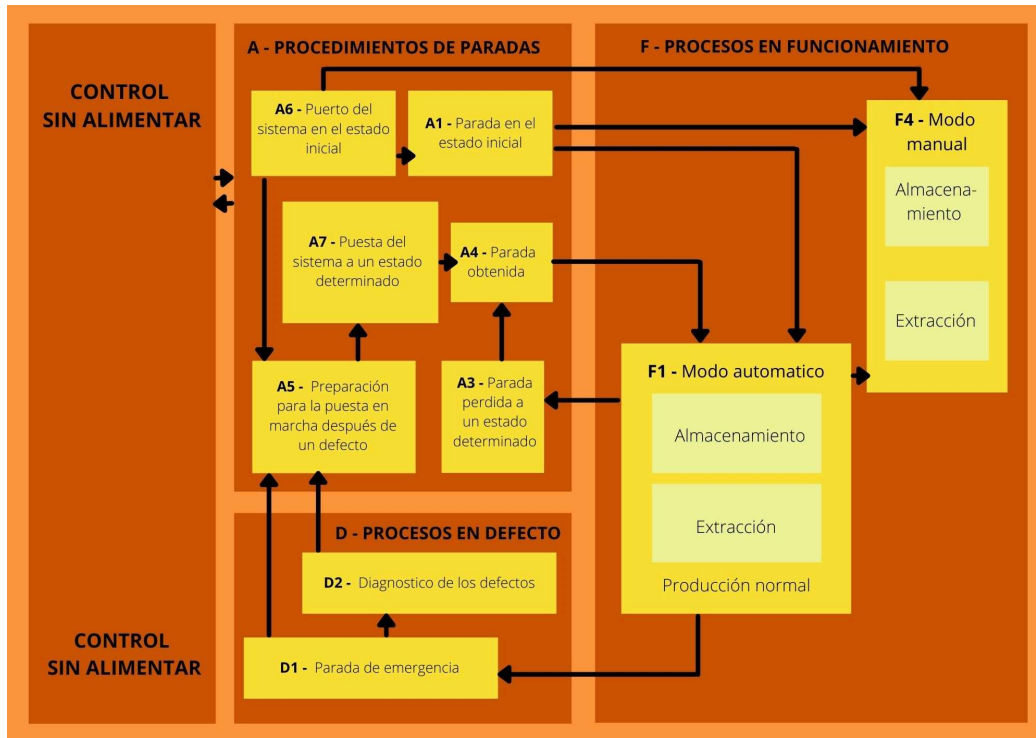 CONTROL
SIN ALIMENTAR
A - PROCEDIMIENTOS DE PARADAS
A6 - Puerto del
sistema en el estado
inicial
A1 - Parada en el
estado inicial
A7 - Puesta del
sistema a un estado
determinado
A4 - Parada
obtenida
A5 - Preparación
para la puesta en
marcha después de
un defecto
A3 - Parada
perdida a
un estado
determinado
F - PROCESOS EN FUNCIONAMIENTO
F4 - Modo
manual
Almacena-
miento
Extracción
F1 - Modo automatico
Almacenamiento
Extracción
Producción normal
D - PROCESOS EN DEFECTO
D2 - Diagnostico de los defectos
D1 - Parada de emergencia
CONTROL
SIN ALIMENTAR